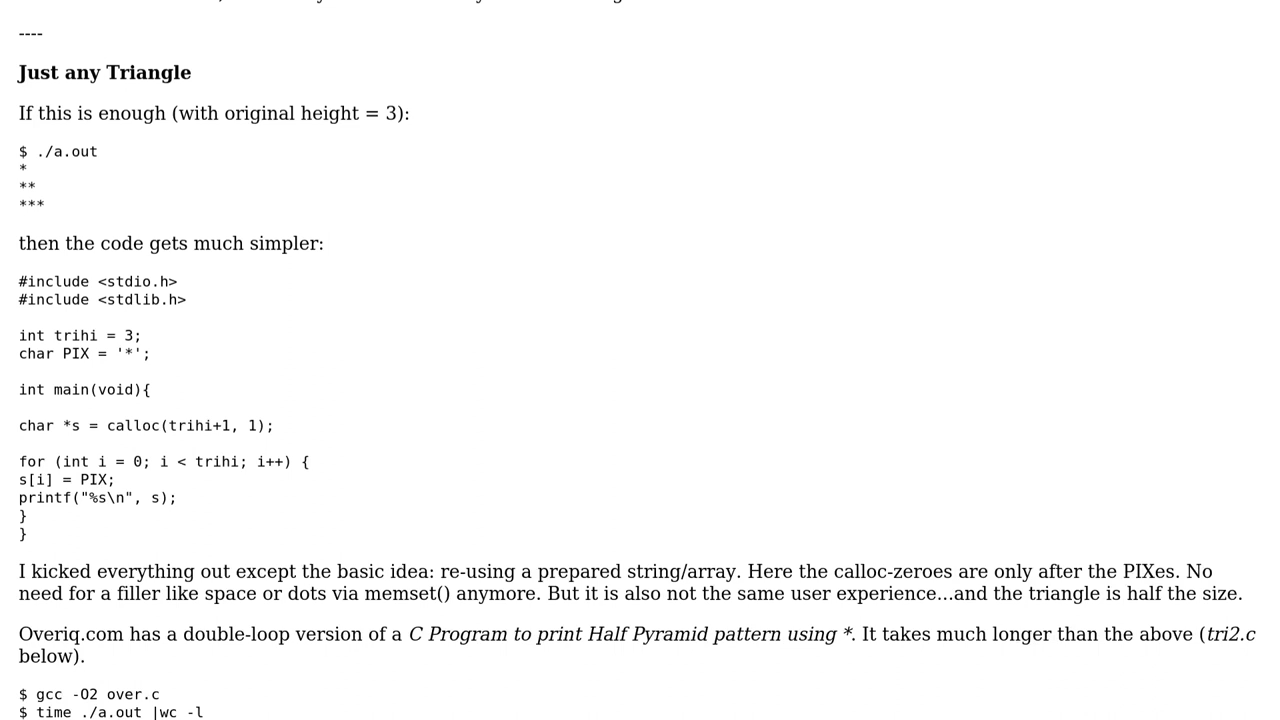 ----
Just any Triangle
If this is enough (with original height = 3):
$ ./a.out
*
**
***
then the code gets much simpler:
#include <stdio.h>
#include <stdlib.h>
int trihi = 3;
char PIX = '*';
int main(void){
char *s = calloc(trihi+1, 1);
for (int i = 0; i < trihi; i++) {
s[i] = PIX;
printf("%s\n", s);
}
}
I kicked everything out except the basic idea: re-using a prepared string/array. Here the calloc-zeroes are only after the PIXes. No
need for a filler like space or dots via memset() anymore. But it is also not the same user experience...and the triangle is half the size.
Overiq.com has a double-loop version of a C Program to print Half Pyramid pattern using *. It takes much longer than the above (tri2.c
below).
$ gcc -O2 over.c
$ time ./a.out |wc -l